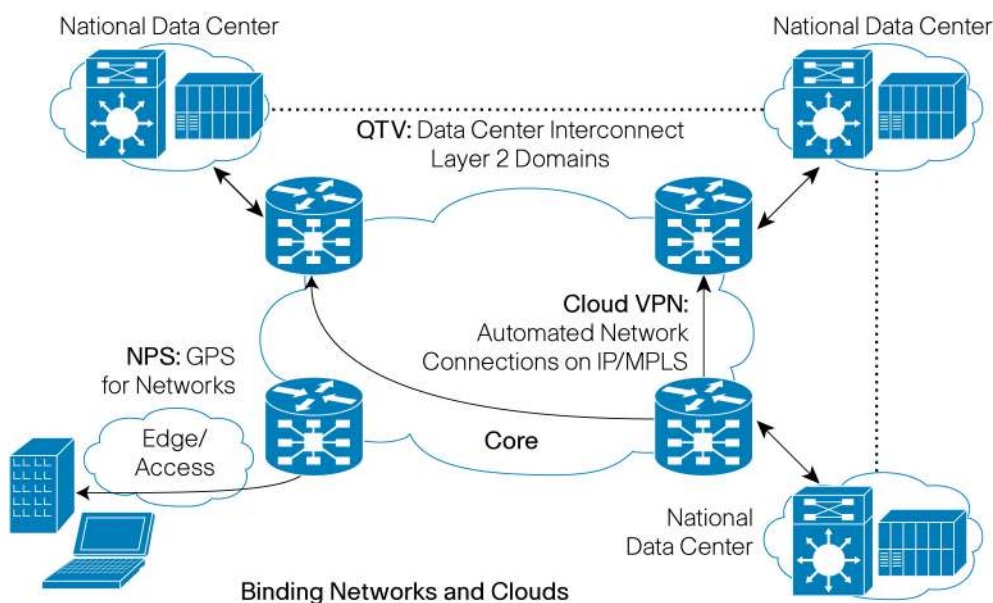 National Data Center
National Data Center
QTV: Data Center Interconnect
Layer 2 Domains
Cloud VPN:
Automated Network
Connections on IP/MPLS
NPS: GPS
for Networks
Edge/
Access
Core
National
Data Center
Binding Networks and Clouds